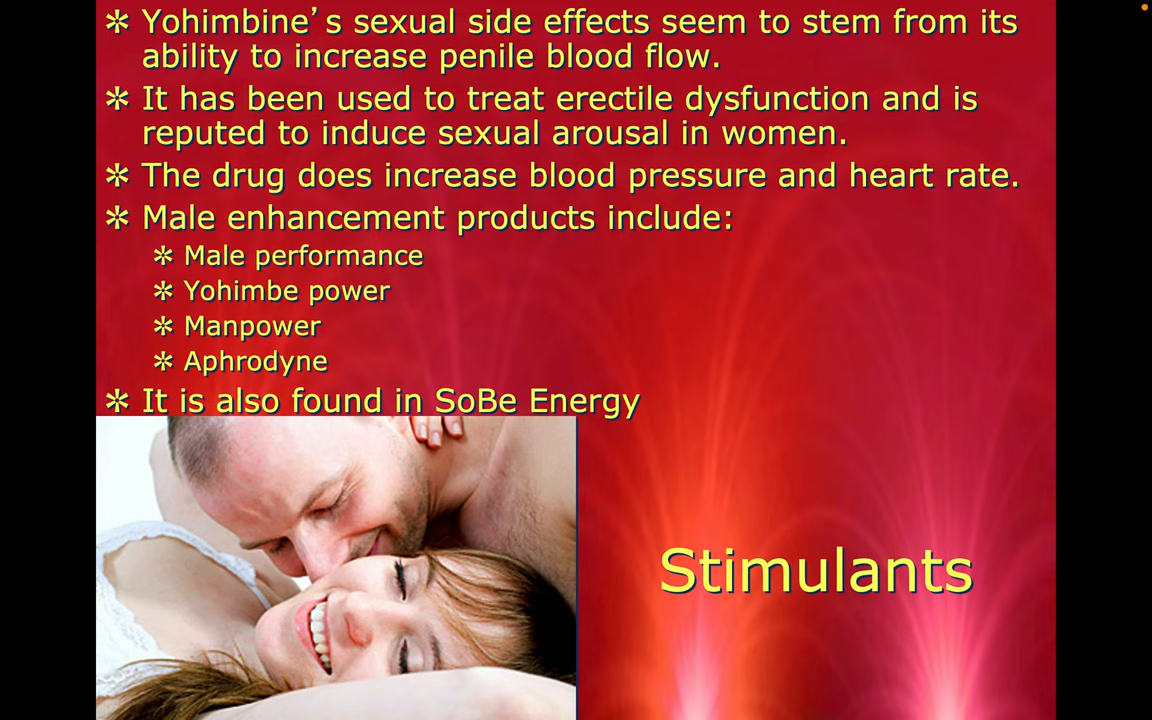 ✲ Yohimbine’s sexual side effects seem to stem from its
ability to increase penile blood flow.
✲ It has been used to treat erectile dysfunction and is
reputed to induce sexual arousal in women.
✲ The drug does increase blood pressure and heart rate.
✲ Male enhancement products include:
✲ Male performance
✲ Yohimbe power
✲ Manpower
✲ Aphrodyne
✲ It is also found in SoBe Energy
Stimulants